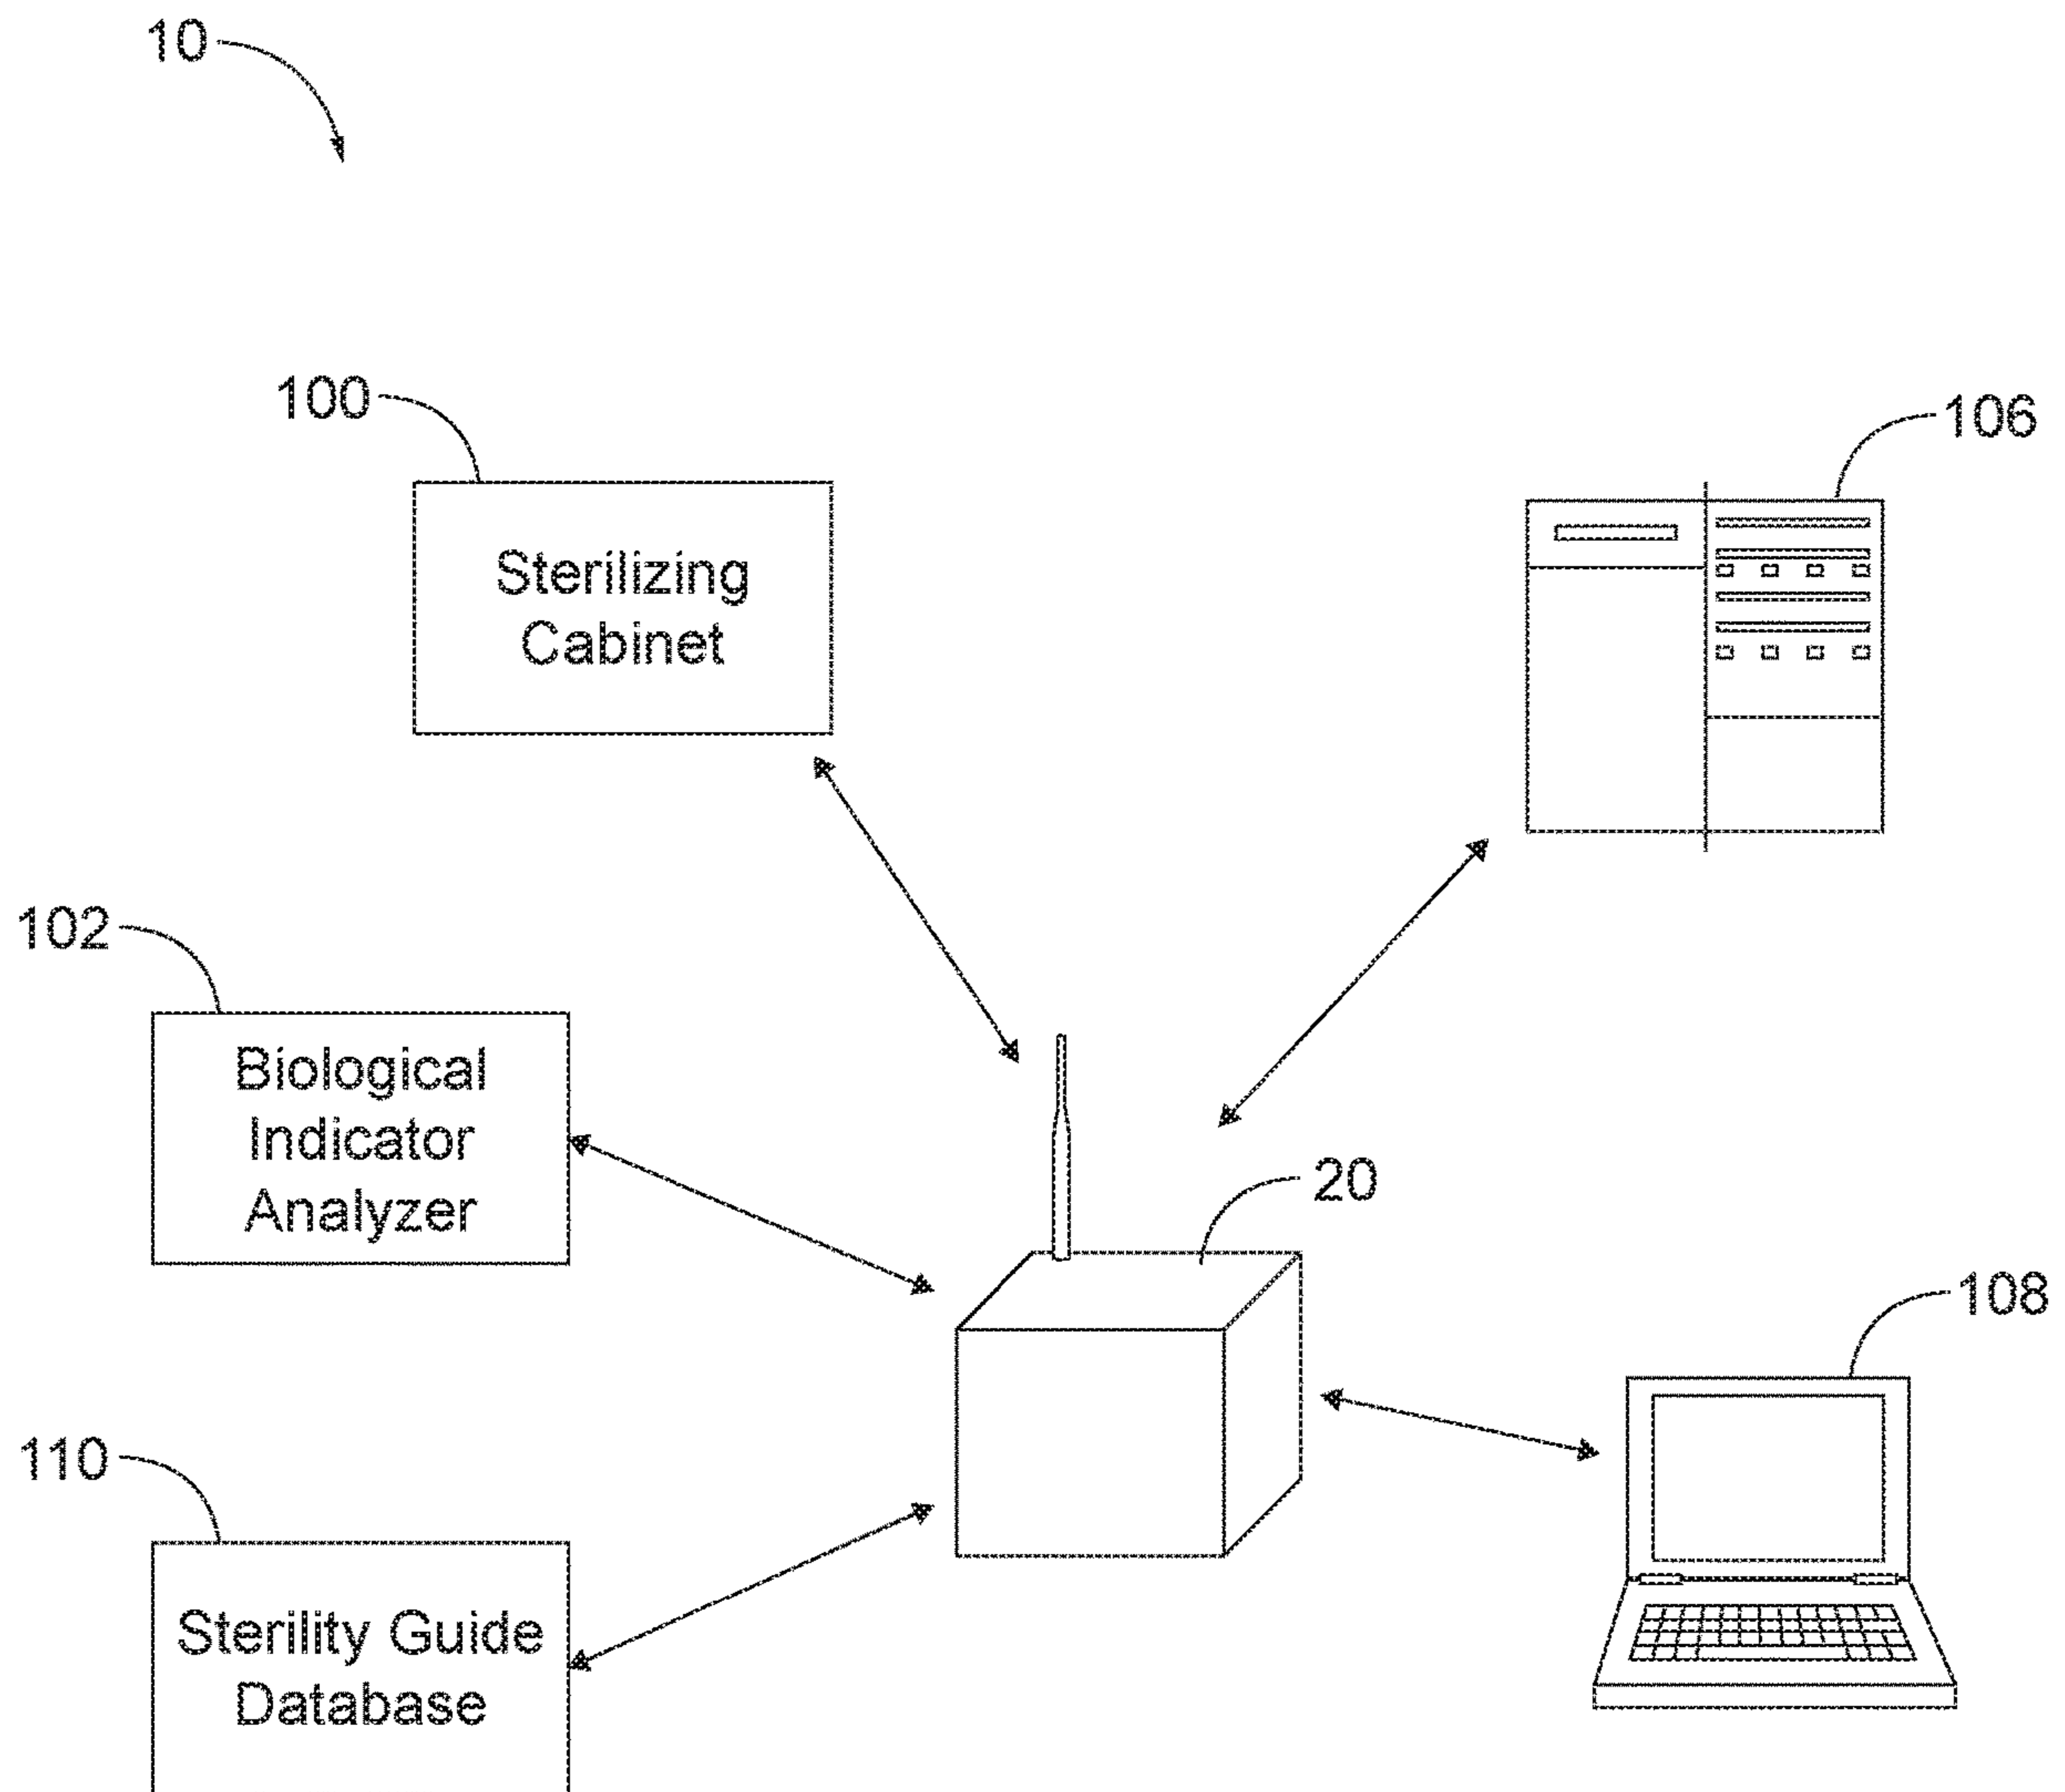 10
100
106
Sterilizing
Cabinet
102
Biological
Indicator
Analyzer
20
108
110
Sterility Guide
Database